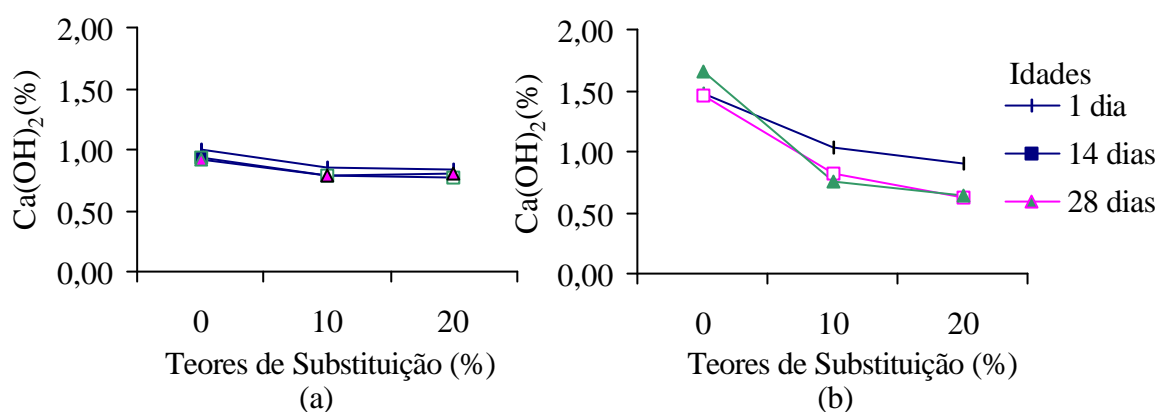 2,00
1,50
1,00
0,50
0,00
Ca(OH)2(%)
0 10 20
Teores de Substituição (%)
(a)
2,00
1,50
1,00
0,50
0,00
Ca(OH)2(%)
0 10 20
Teores de Substituição (%)
(b)
Idades
1 dia
14 dias
28 dias